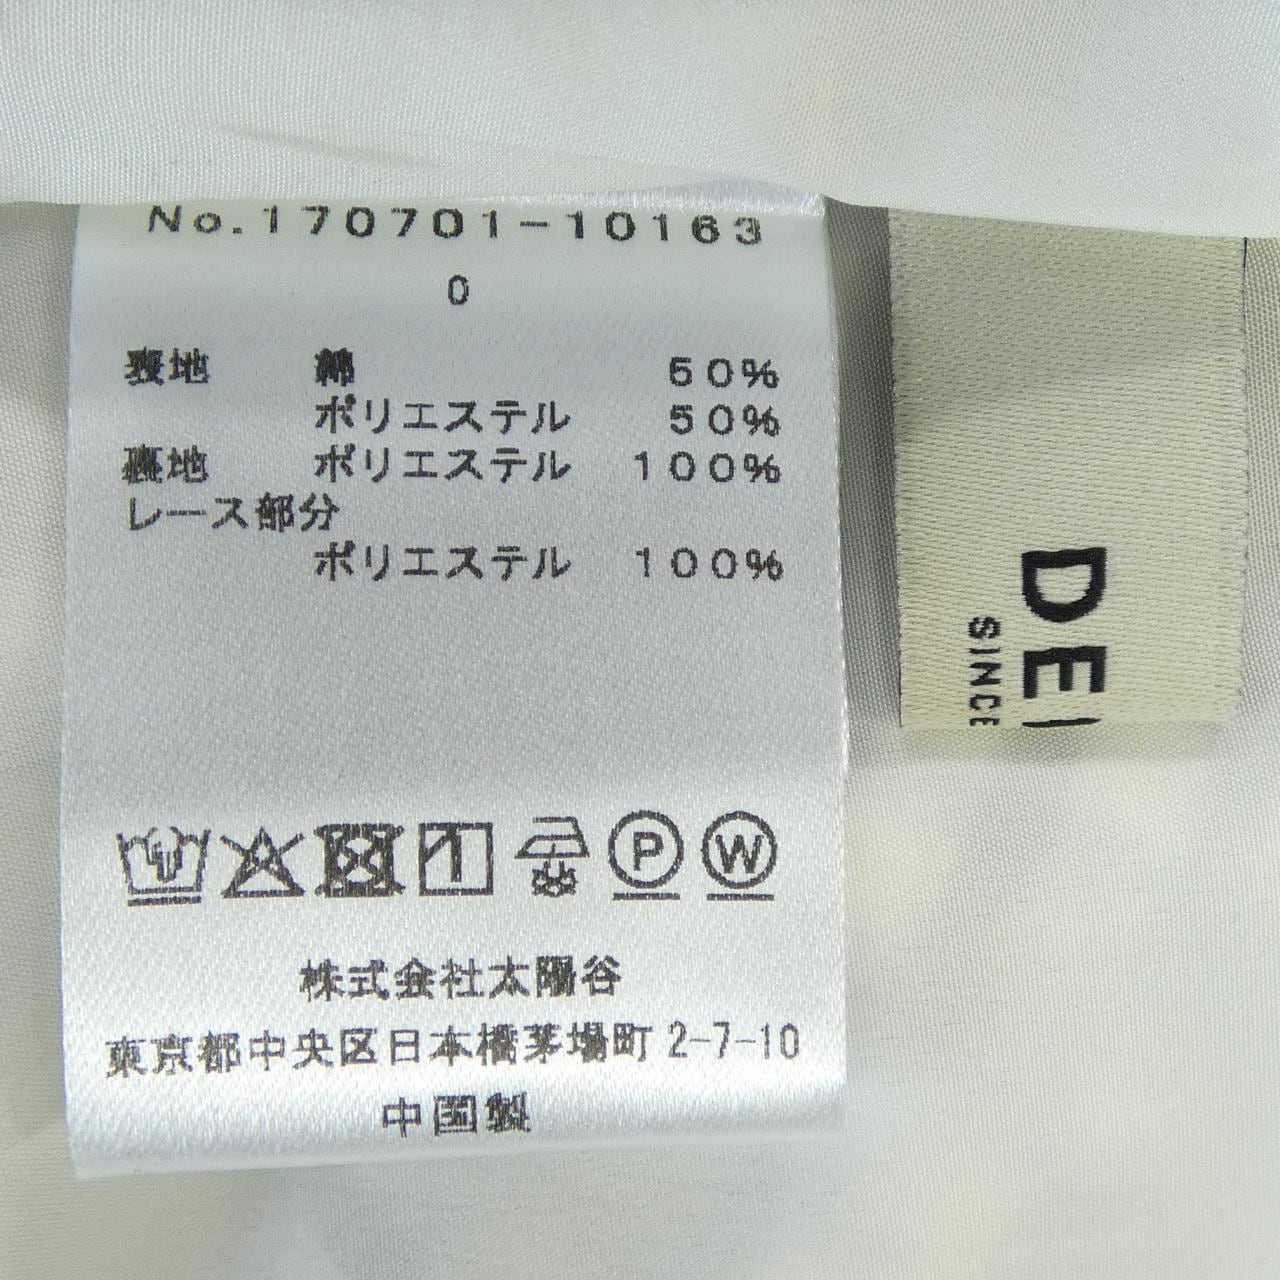 No.170701-10163
0
表地 綿 50%
ポリエステル 50%
裏地 ポリエステル 100%
レース部分
ポリエステル 100%
P W
株式会社太陽谷
東京都中央区日本橋茅場町 2-7-10
中国製
DE
SINCE